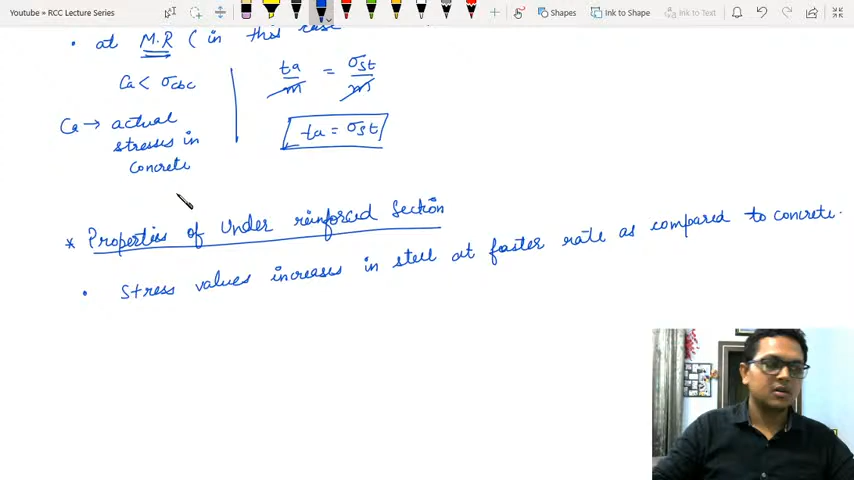 Youtube » RCC Lecture Series
Shapes
Ink to Shape
Ink to Text
• at M.R (in this case
Ca < σcbc
ta/m = σst/m
Ca → actual
stresses in
concrete
ta = σst
* Properties of Under reinforced Section
• Stress values increases in steel at faster rate as compared to concrete.